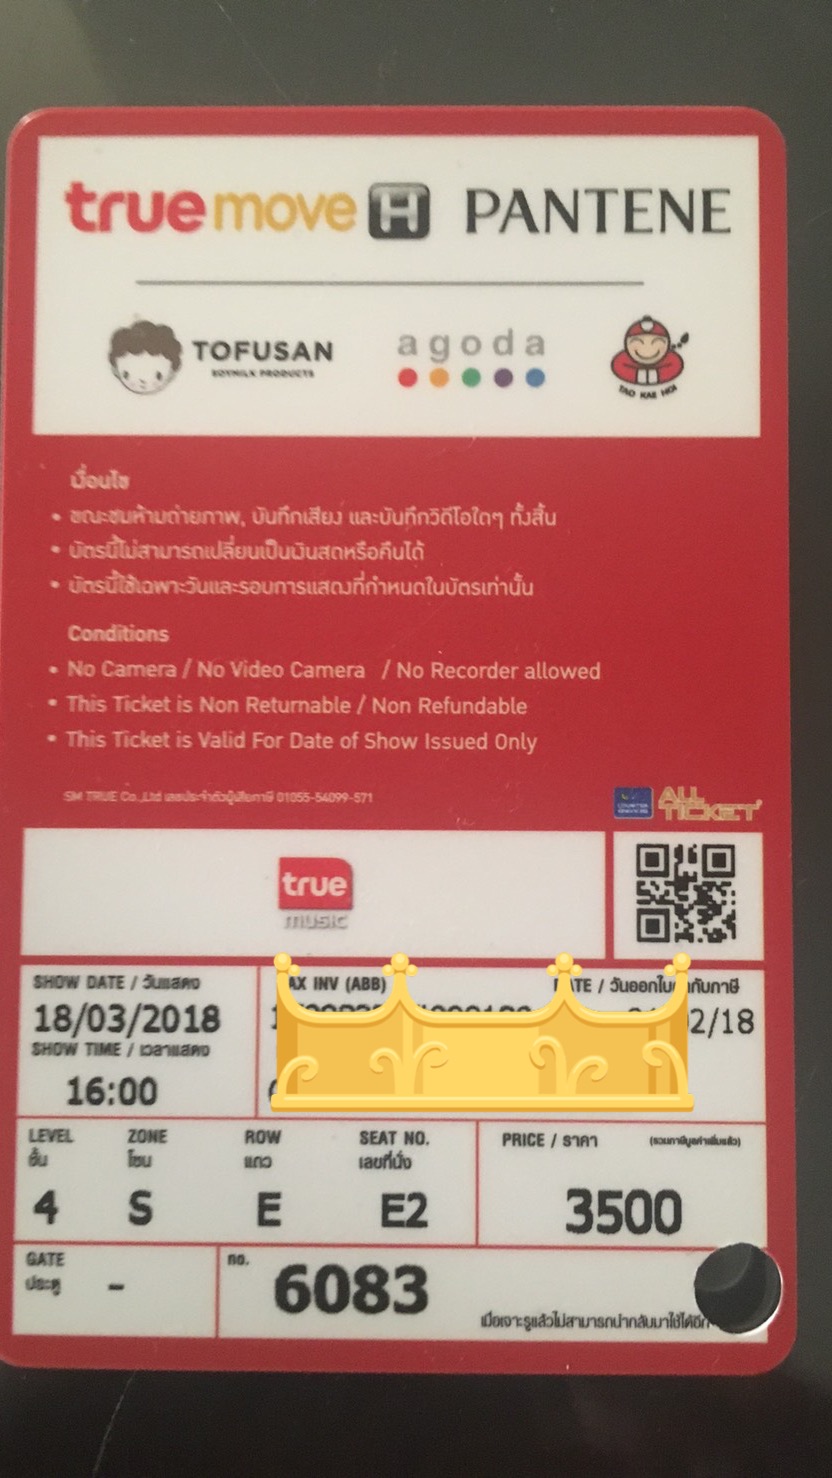 true move H PANTENE
TOFUSAN
SOYMILK PRODUCTS
agoda
TAO KAE NOI
เงื่อนไข
• ขณะชมห้ามถ่ายภาพ, บันทึกเสียง และบันทึกวิดีโอใดๆ ทั้งสิ้น
• บัตรนี้ไม่สามารถเปลี่ยนเป็นเงินสดหรือคืนได้
• บัตรนี้ใช้เฉพาะวันและรอบการแสดงที่กำหนดในบัตรเท่านั้น
Conditions
• No Camera / No Video Camera / No Recorder allowed
• This Ticket is Non Returnable / Non Refundable
• This Ticket is Valid For Date of Show Issued Only
SM TRUE Co.,Ltd เลขประจำตัวผู้เสียภาษี 01055-54099-571
COUNTER SERVICE
ALL TICKET
true
music
SHOW DATE / วันแสดง
18/03/2018
SHOW TIME / เวลาแสดง
16:00
AX INV (ABB)
TE / วันออกใบ กับภาษี
2/18
LEVEL ZONE ROW SEAT NO.
ชั้น โซน แถว เลขที่นั่ง
4 S E E2
PRICE / ราคา (รวมภาษีมูลค่าเพิ่มแล้ว)
3500
GATE
ประตู -
no. 6083
เมื่อเจาะรูแล้วไม่สามารถนำกลับมาใช้ได้อีก